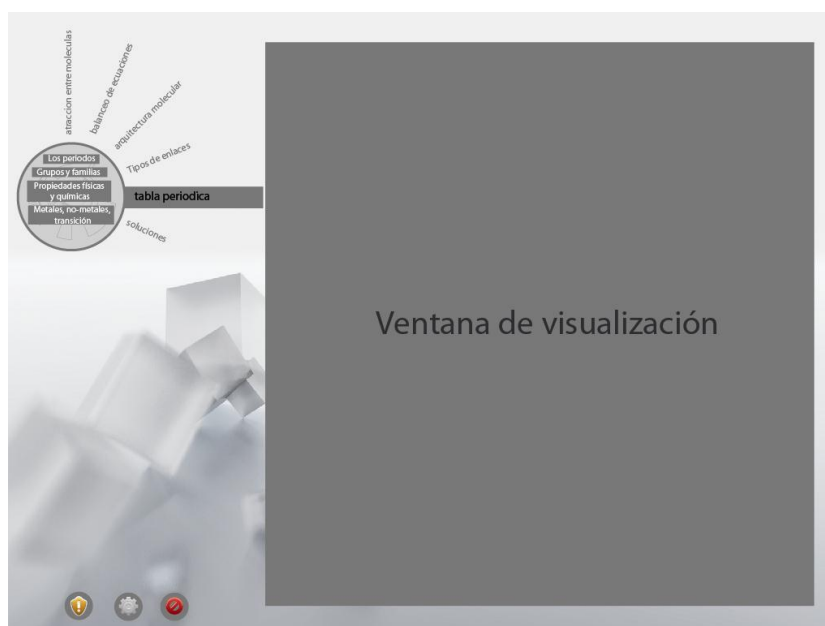 atraccion entre moleculas
balanceo de ecuaciones
arquitectura molecular
Tipos de enlaces
tabla periodica
soluciones
Los periodos
Grupos y familias
Propiedades físicas
y químicas
Metales, no-metales,
transición
Ventana de visualización